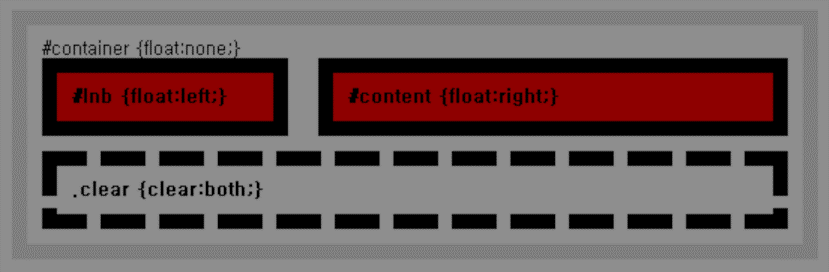 #container {float:none;}
#lnb {float:left;}
#content {float:right;}
.clear {clear:both;}